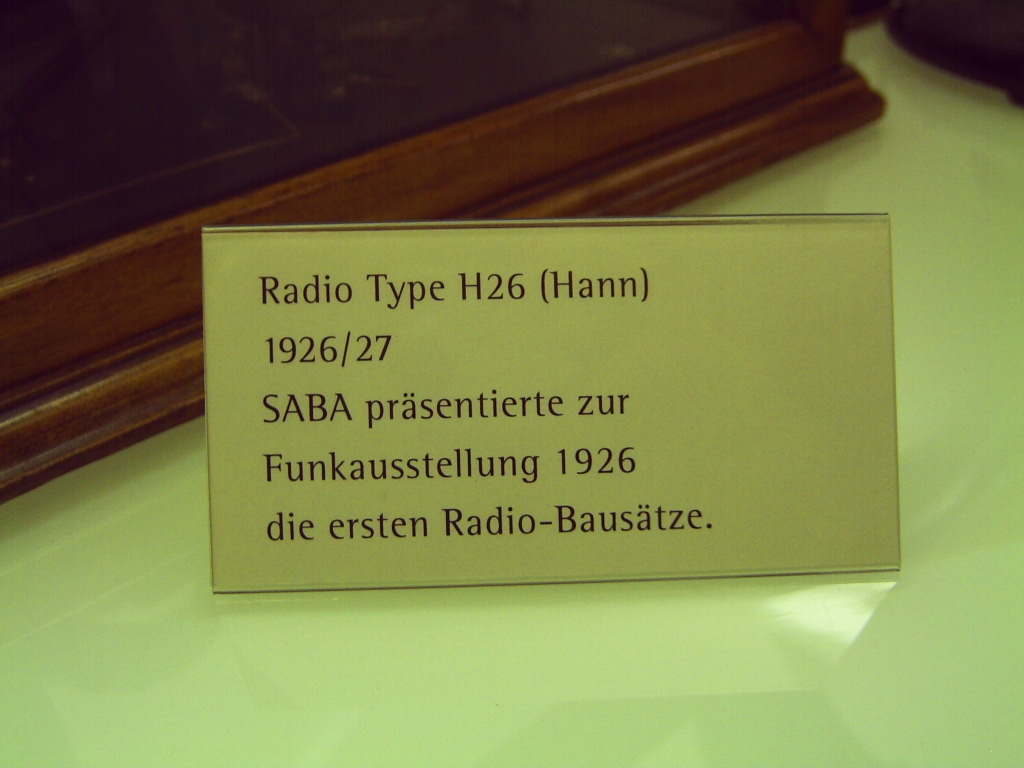 Radio Type H26 (Hann)
1926/27
SABA präsentierte zur
Funkausstellung 1926
die ersten Radio-Bausätze.